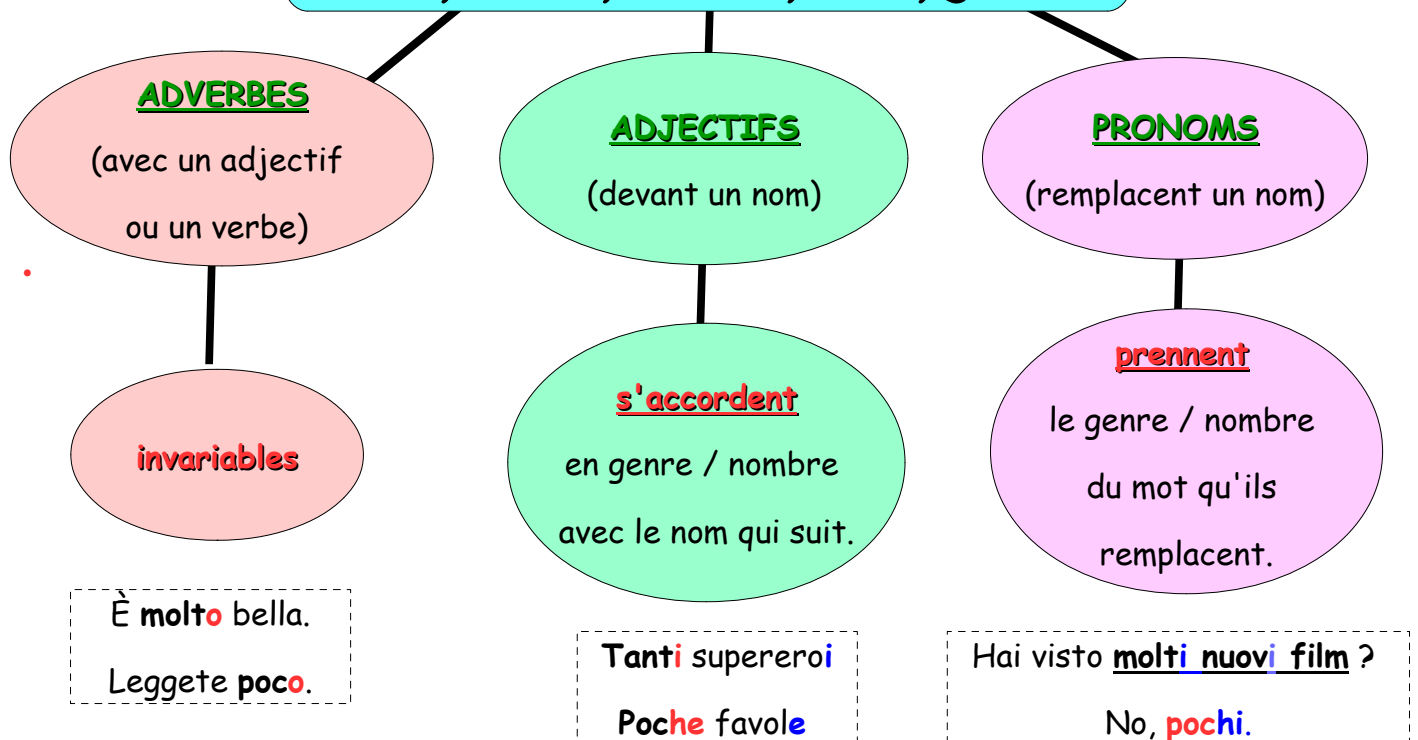 ADVERBES
(avec un adjectif
ou un verbe)
invariables
È molto bella.
Leggete poco.
ADJECTIFS
(devant un nom)
s'accordent
en genre / nombre
avec le nom qui suit.
Tanti supereroi
Poche favole
PRONOMS
(remplacent un nom)
prennent
le genre / nombre
du mot qu'ils
remplacent.
Hai visto molti nuovi film ?
No, pochi.